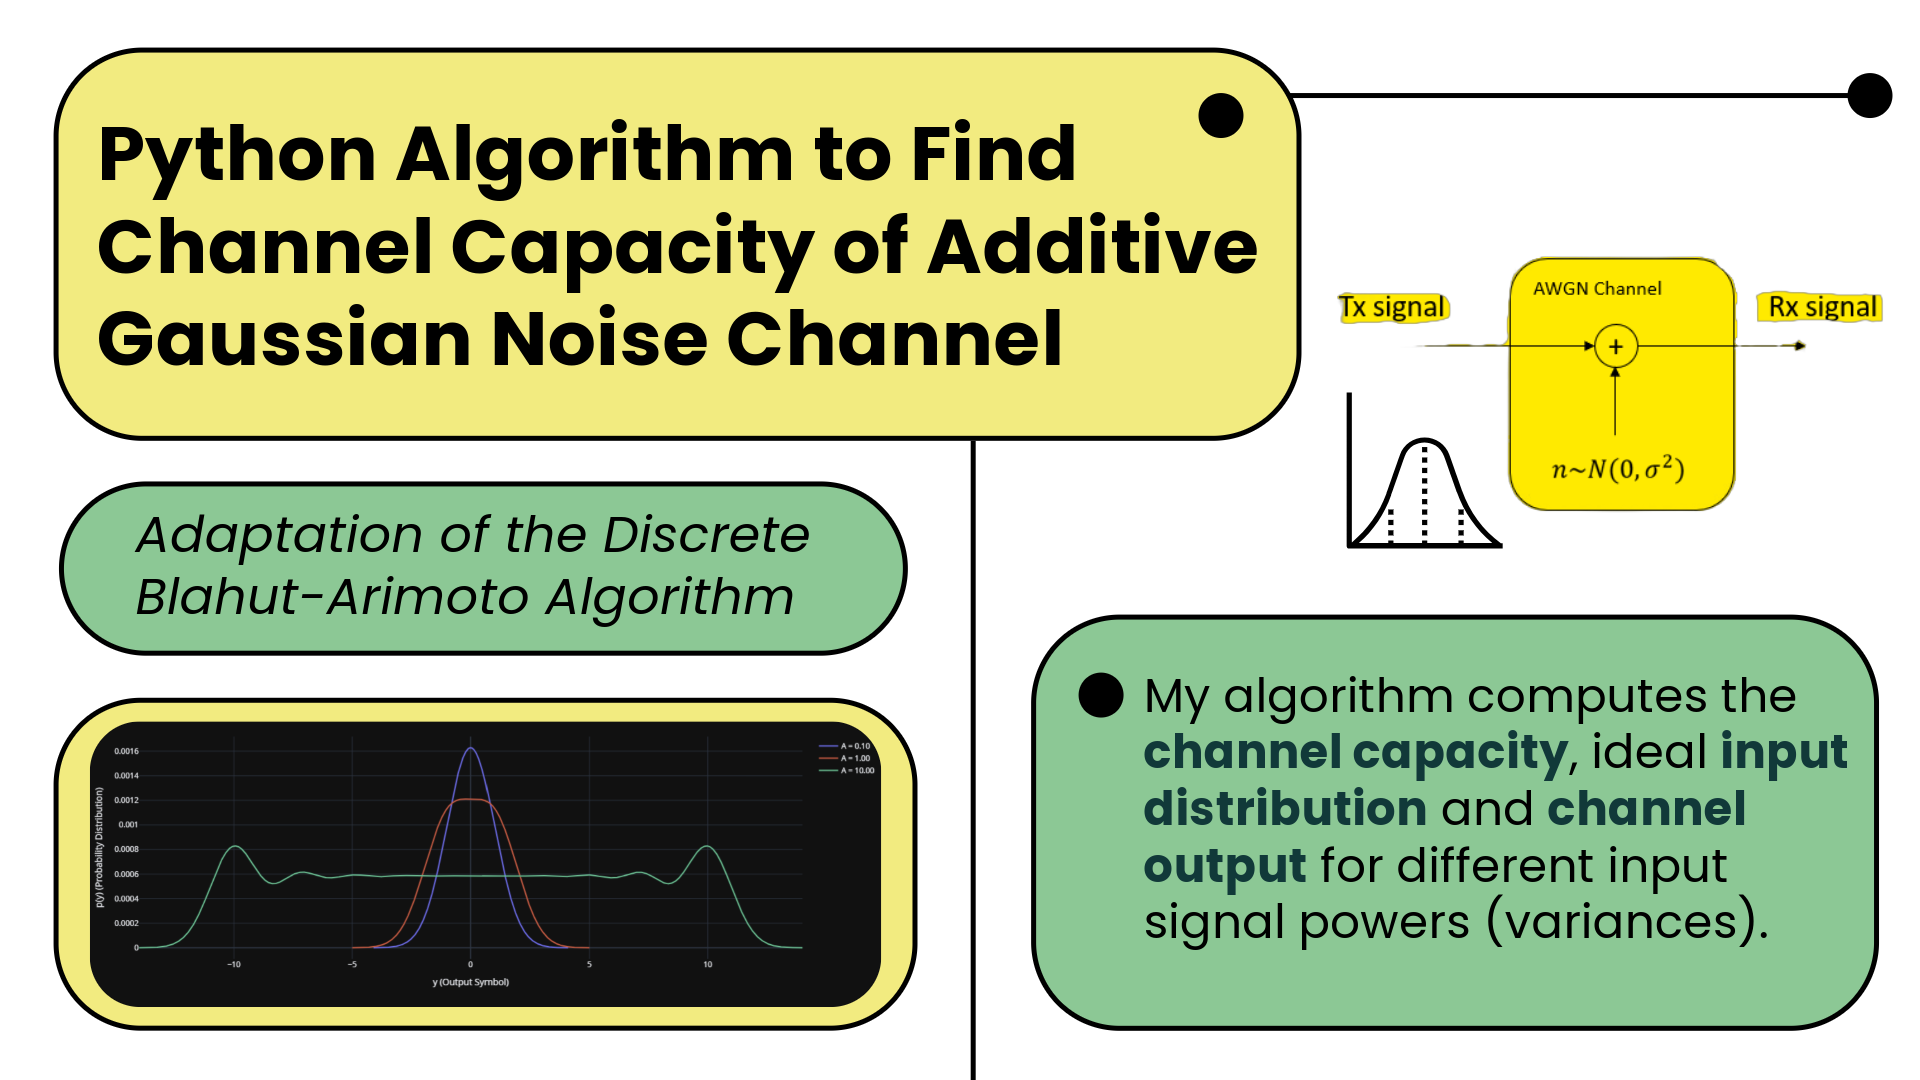 Python Algorithm to Find
Channel Capacity of Additive
Gaussian Noise Channel
Tx signal
AWGN Channel
Rx signal
+
n~N(0,σ²)
Adaptation of the Discrete
Blahut-Arimoto Algorithm
A = 0.10
A = 1.00
A = 10.00
p(y) (Probability Distribution)
0.0016
0.0014
0.0012
0.001
0.0008
0.0006
0.0004
0.0002
0
−10
−5
0
5
10
y (Output Symbol)
My algorithm computes the
channel capacity, ideal input
distribution and channel
output for different input
signal powers (variances).